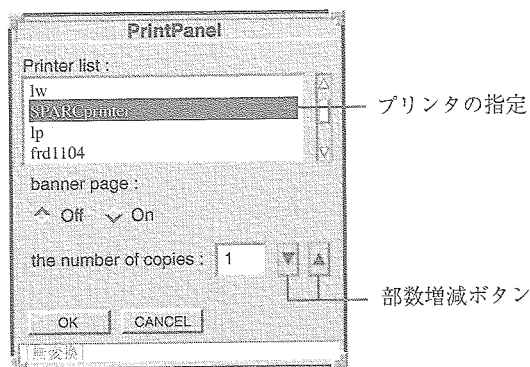 PrintPanel
Printer list :
lw
SPARCprinter
lp
frd1104
プリンタの指定
banner page :
Off On
the number of copies : 1
部数増減ボタン
OK CANCEL
無変換